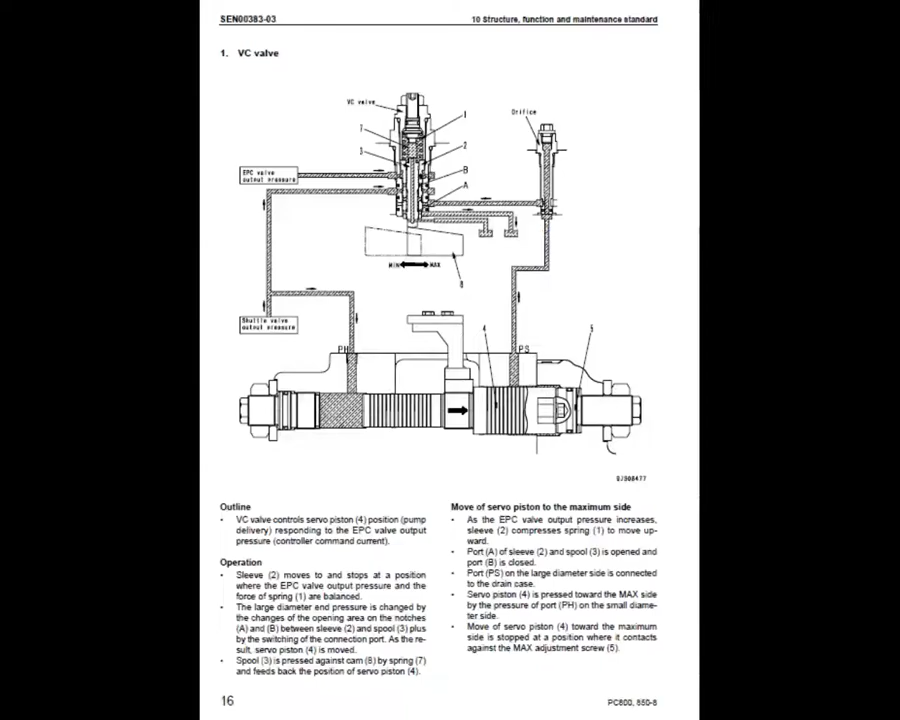 SEN00383-03
10 Structure, function and maintenance standard
1. VC valve
VC valve
1
Orifice
7
3
2
EPC valve
output pressure
B
A
MIN
MAX
8
Shuttle valve
output pressure
PH
4
PS
5
9JS08477
Outline
• VC valve controls servo piston (4) position (pump
delivery) responding to the EPC valve output
pressure (controller command current).
Operation
• Sleeve (2) moves to and stops at a position
where the EPC valve output pressure and the
force of spring (1) are balanced.
• The large diameter end pressure is changed by
the changes of the opening area on the notches
(A) and (B) between sleeve (2) and spool (3) plus
by the switching of the connection port. As the re-
sult, servo piston (4) is moved.
• Spool (3) is pressed against cam (8) by spring (7)
and feeds back the position of servo piston (4).
Move of servo piston to the maximum side
• As the EPC valve output pressure increases,
sleeve (2) compresses spring (1) to move up-
ward.
• Port (A) of sleeve (2) and spool (3) is opened and
port (B) is closed.
• Port (PS) on the large diameter side is connected
to the drain case.
• Servo piston (4) is pressed toward the MAX side
by the pressure of port (PH) on the small diame-
ter side.
• Move of servo piston (4) toward the maximum
side is stopped at a position where it contacts
against the MAX adjustment screw (5).
16
PC800, 850-8